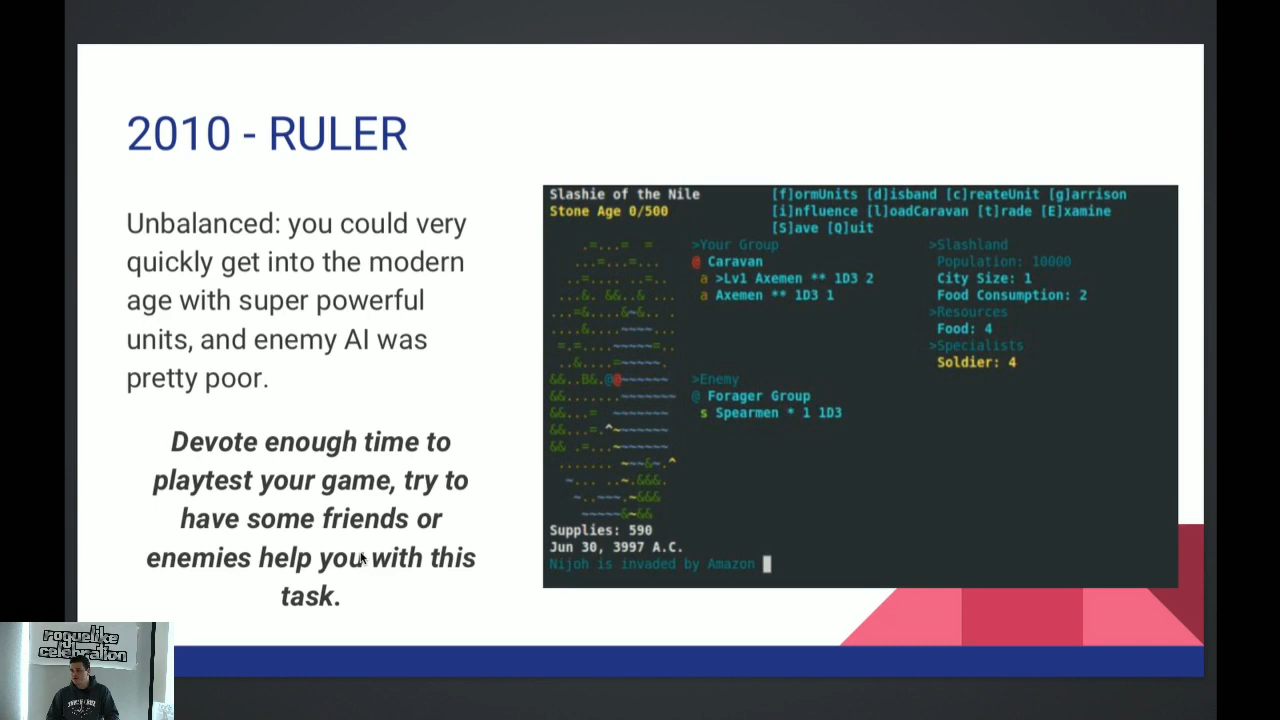 2010 - RULER
Unbalanced: you could very
quickly get into the modern
age with super powerful
units, and enemy AI was
pretty poor.
Devote enough time to
playtest your game, try to
have some friends or
enemies help you with this
task.
Slashie of the Nile
Stone Age 0/500
[f]ormUnits [d]isband [c]reateUnit [g]arrison
[i]nfluence [l]oadCaravan [t]rade [E]xamine
[S]ave [Q]uit
>Your Group
@ Caravan
a >Lvl Axemen ** 1D3 2
a Axemen ** 1D3 1
>Enemy
@ Forager Group
s Spearmen * 1 1D3
>Slashland
Population: 10000
City Size: 1
Food Consumption: 2
>Resources
Food: 4
>Specialists
Soldier: 4
Supplies: 590
Jun 30, 3997 A.C.
Nijoh is invaded by Amazon
roguelike
celebration